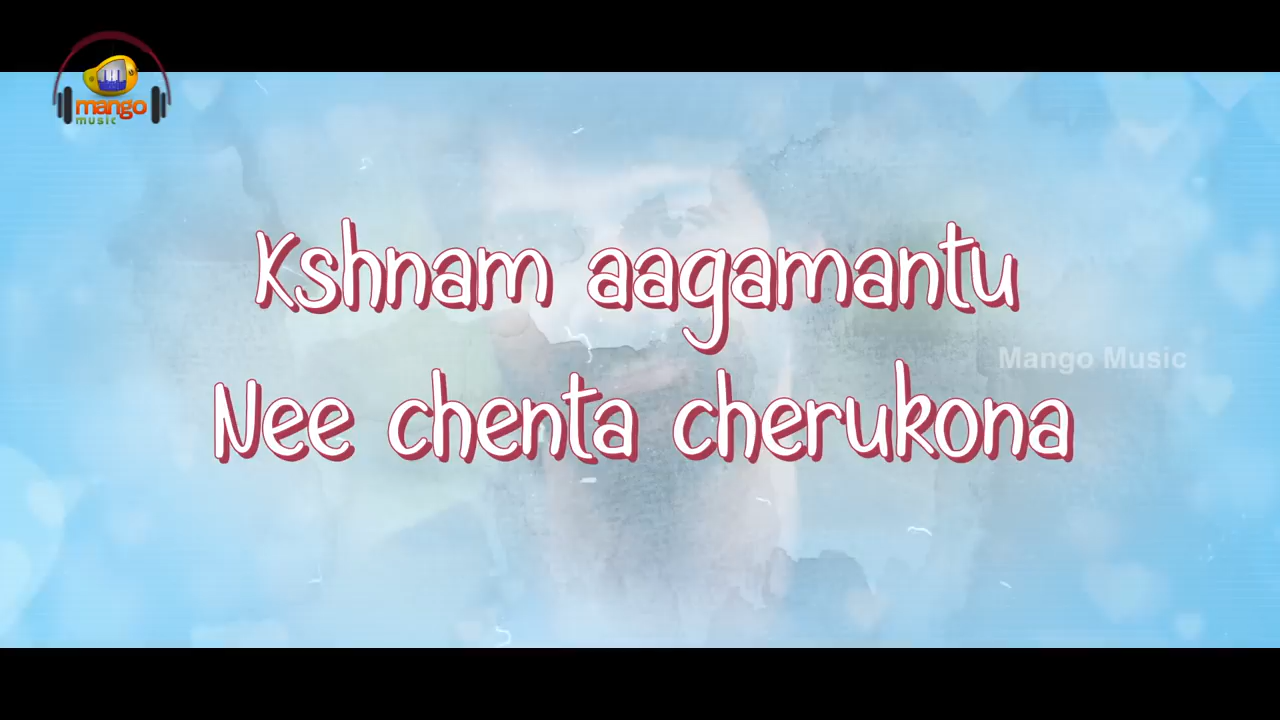 mango
music
Kshnam aagamantu
Mango Music
Nee chenta cherukona